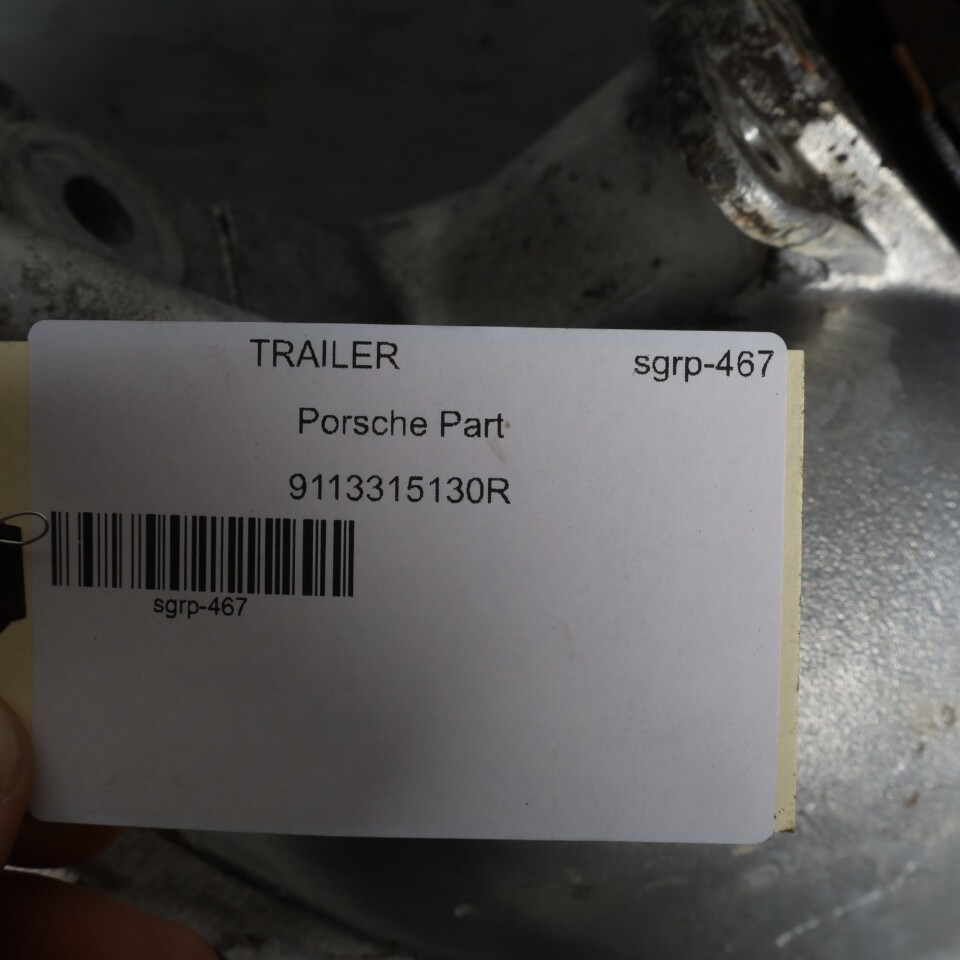 TRAILER sgrp-467
Porsche Part
9113315130R
sgrp-467